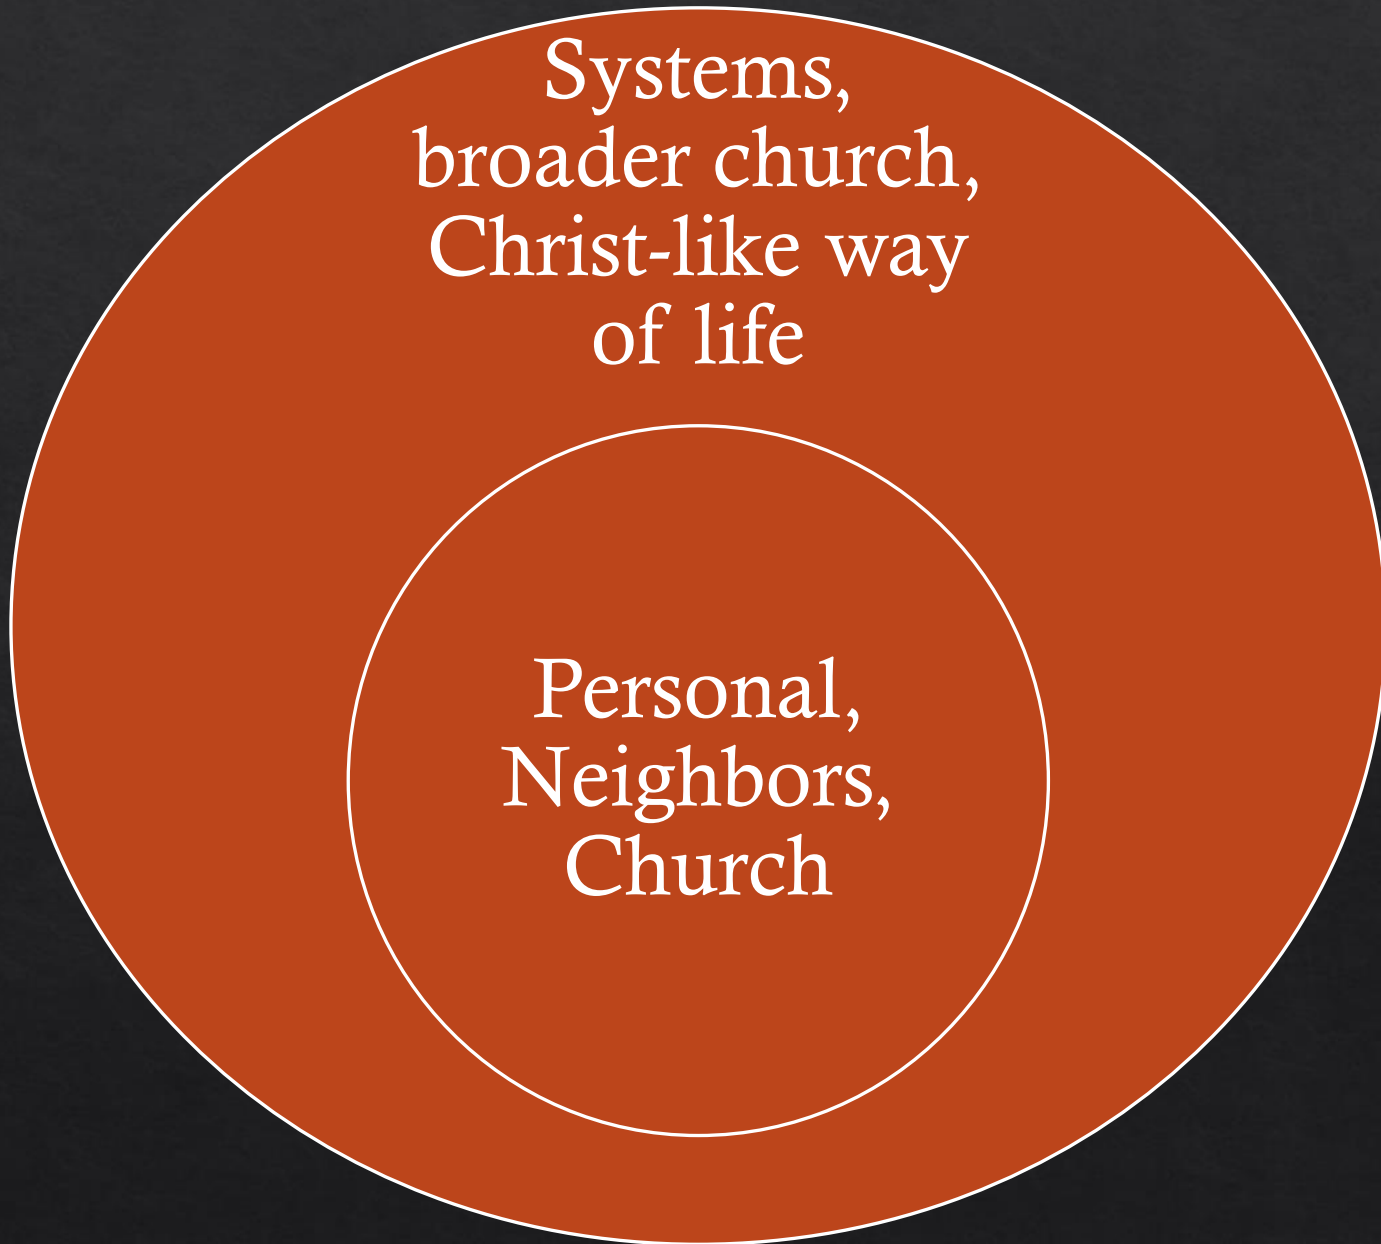 Systems,
broader church,
Christ-like way
of life
Personal,
Neighbors,
Church